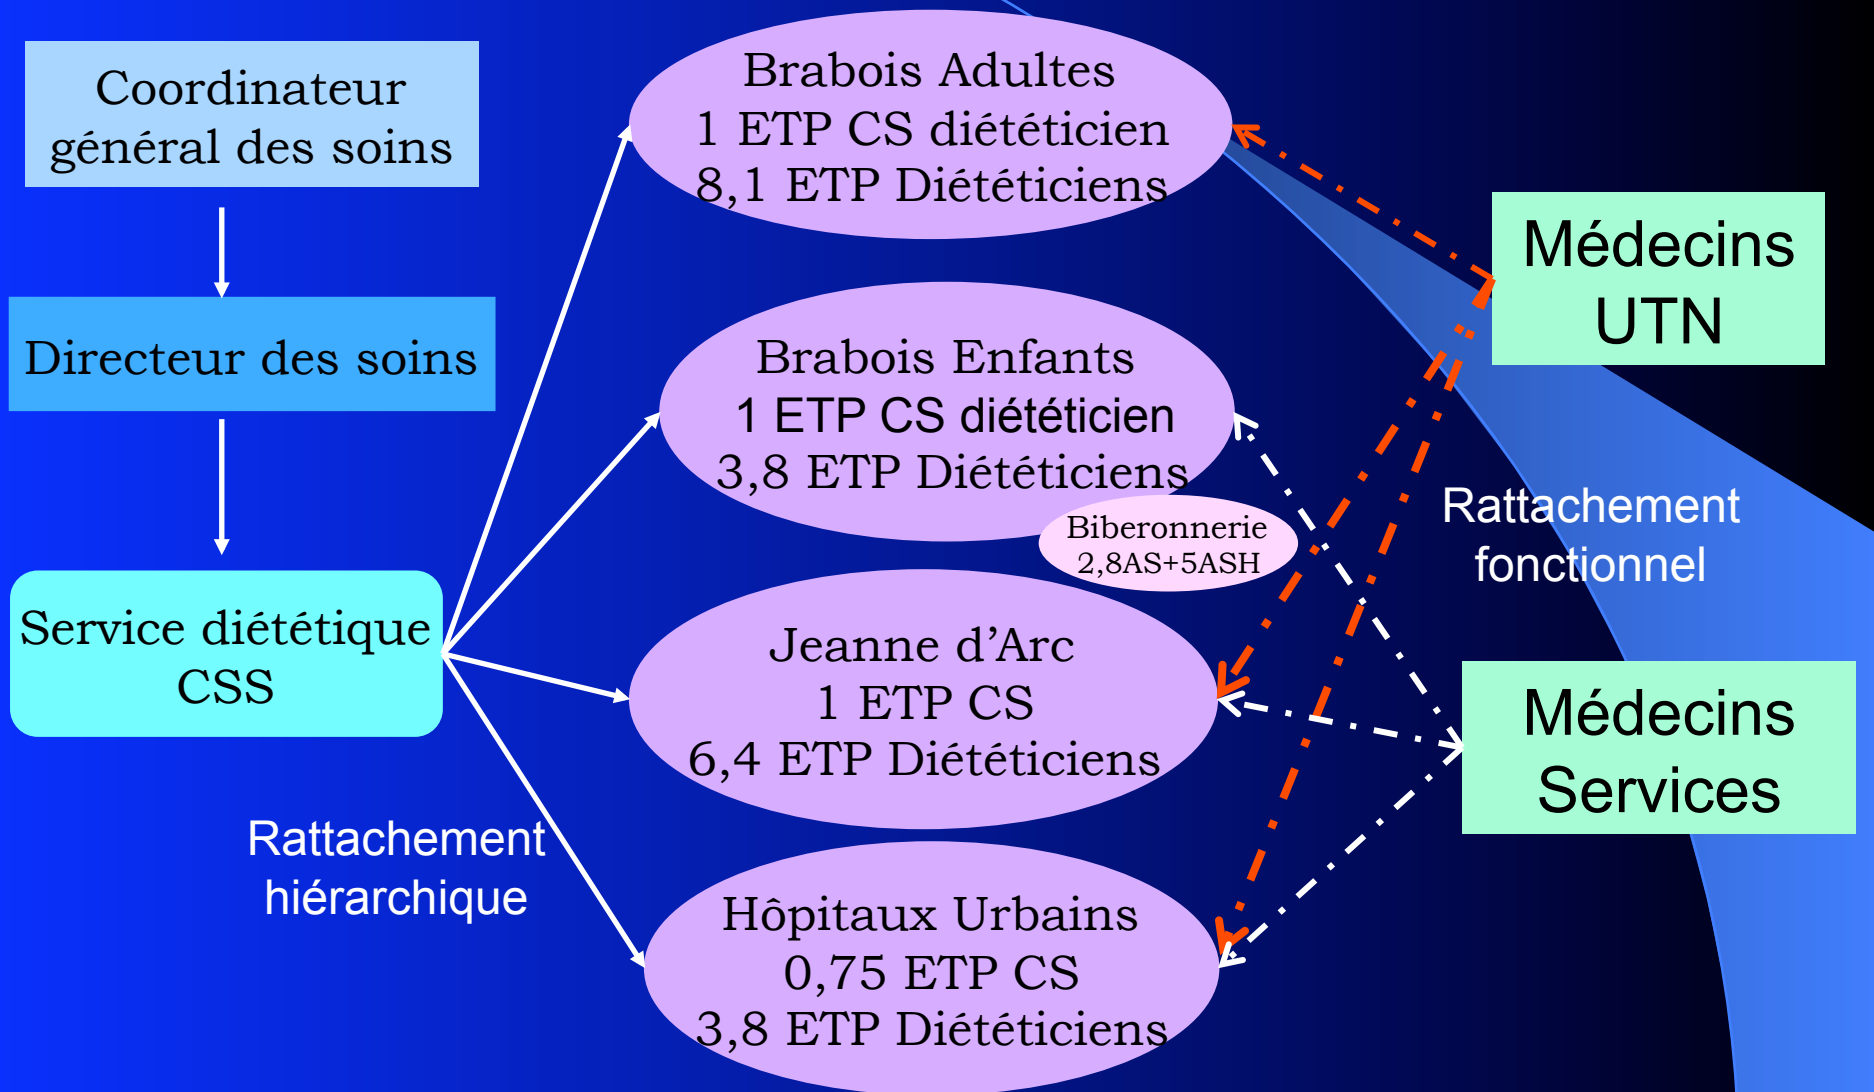 Coordinateur
général des soins
Directeur des soins
Service diététique
CSS
Rattachement
hiérarchique
Brabois Adultes
1 ETP CS diététicien
8,1 ETP Diététiciens
Brabois Enfants
1 ETP CS diététicien
3,8 ETP Diététiciens
Biberonnerie
2,8AS+5ASH
Jeanne d’Arc
1 ETP CS
6,4 ETP Diététiciens
Hôpitaux Urbains
0,75 ETP CS
3,8 ETP Diététiciens
Médecins
UTN
Rattachement
fonctionnel
Médecins
Services